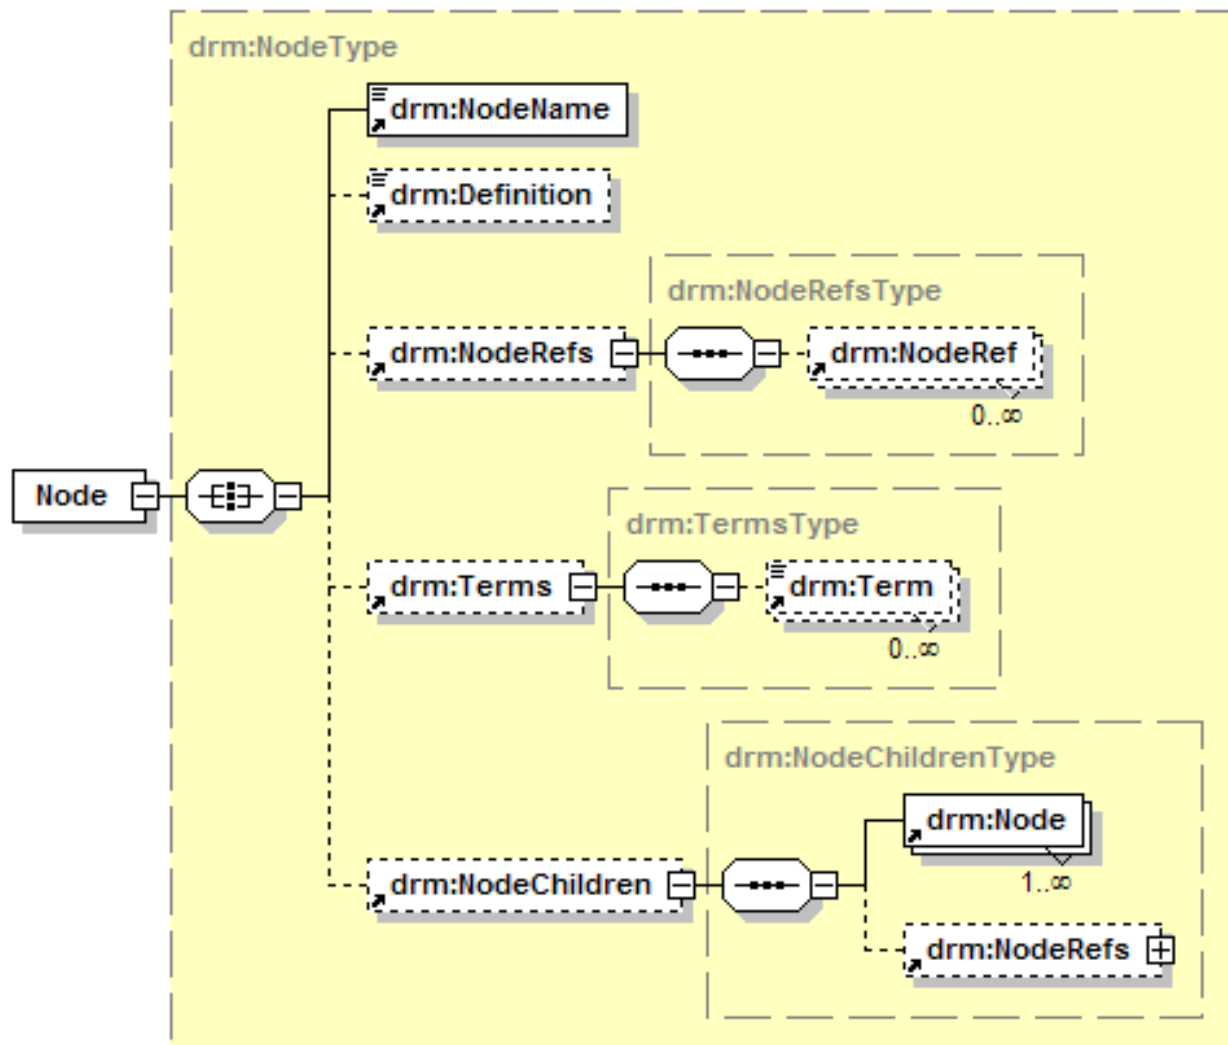 drm:NodeType
drm:NodeName
drm:Definition
drm:NodeRefsType
drm:NodeRefs
drm:NodeRef
0..∞
Node
drm:TermsType
drm:Terms
drm:Term
0..∞
drm:NodeChildrenType
drm:Node
1..∞
drm:NodeChildren
drm:NodeRefs